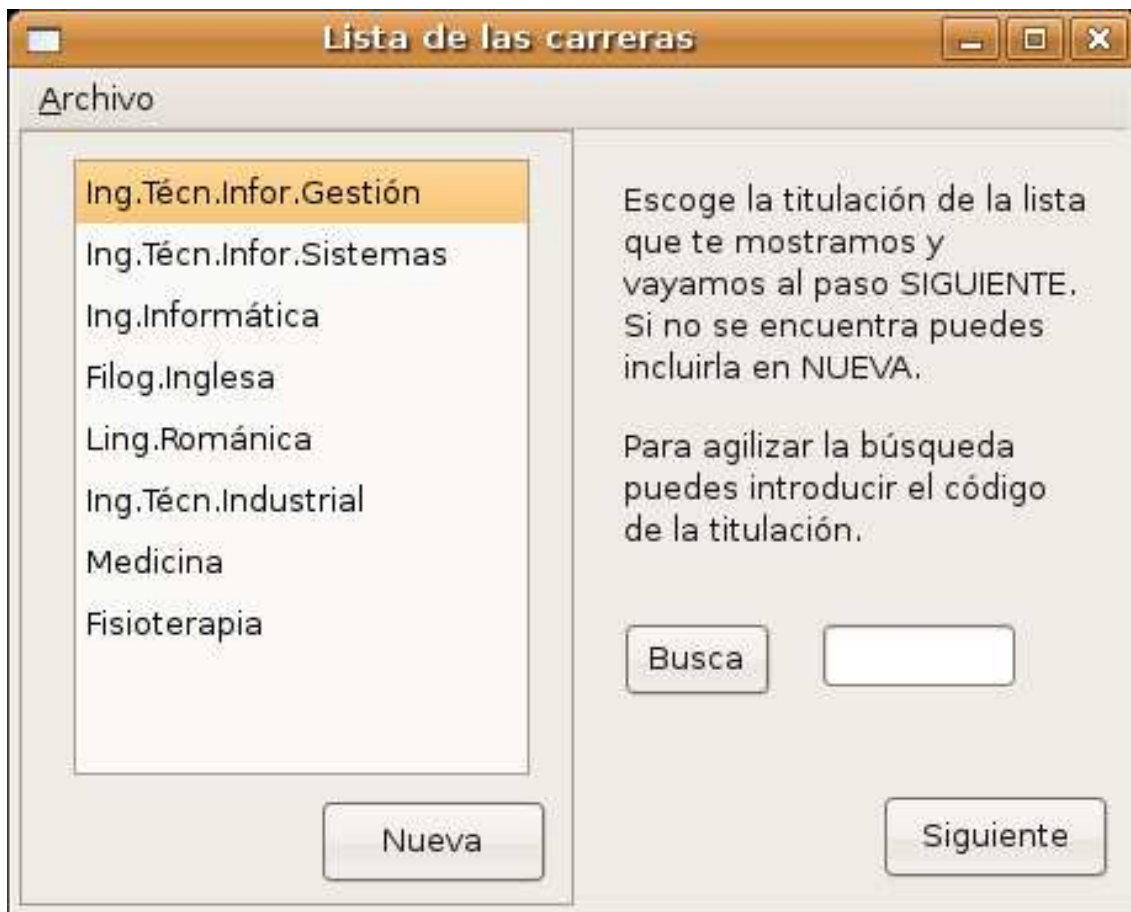 Lista de las carreras
Archivo
Ing.Técn.Infor.Gestión
Ing.Técn.Infor.Sistemas
Ing.Informática
Filog.Inglesa
Ling.Románica
Ing.Técn.Industrial
Medicina
Fisioterapia
Nueva
Escoge la titulación de la lista
que te mostramos y
vayamos al paso SIGUIENTE.
Si no se encuentra puedes
incluirla en NUEVA.
Para agilizar la búsqueda
puedes introducir el código
de la titulación.
Busca
Siguiente